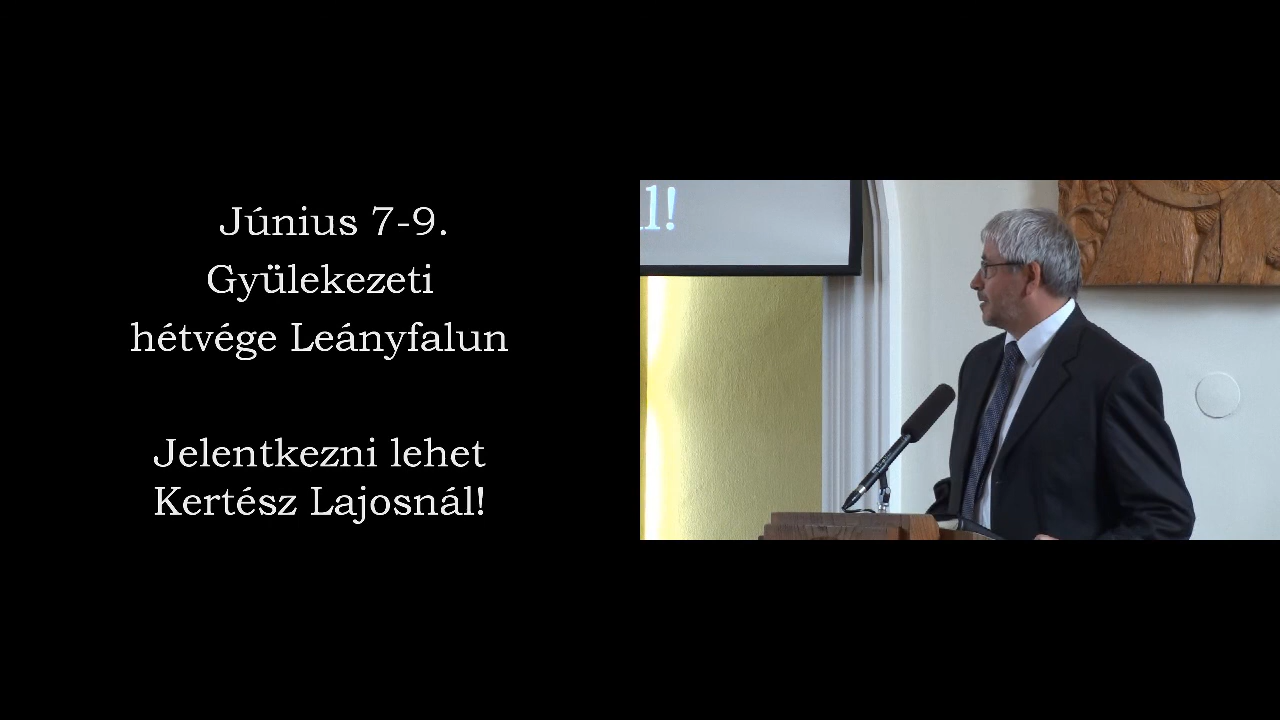 Június 7-9.
Gyülekezeti
hétvége Leányfalun
Jelentkezni lehet
Kertész Lajosnál!
l!